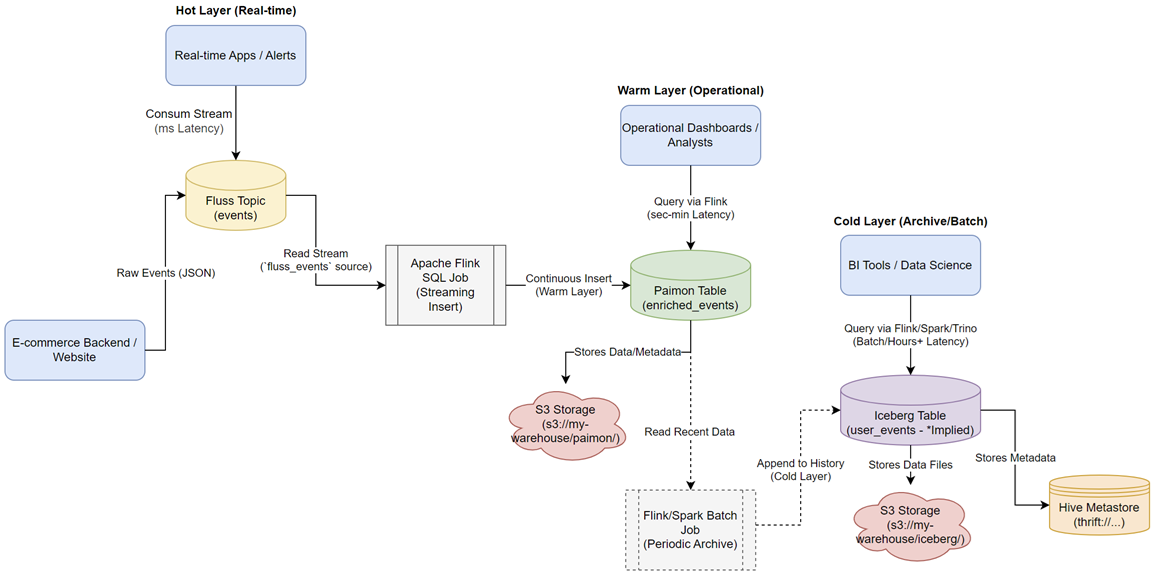 Hot Layer (Real-time)
Real-time Apps / Alerts
Consum Stream
(ms Latency)
Fluss Topic
(events)
Raw Events (JSON)
E-commerce Backend /
Website
Read Stream
(`fluss_events` source)
Apache Flink
SQL Job
(Streaming
Insert)
Continuous Insert
(Warm Layer)
Warm Layer (Operational)
Operational Dashboards /
Analysts
Query via Flink
(sec-min Latency)
Paimon Table
(enriched_events)
Stores Data/Metadata
S3 Storage
(s3://my-
warehouse/paimon/)
Read Recent Data
Flink/Spark Batch
Job
(Periodic Archive)
Append to History
(Cold Layer)
Cold Layer (Archive/Batch)
BI Tools / Data Science
Query via Flink/Spark/Trino
(Batch/Hours+ Latency)
Iceberg Table
(user_events - *Implied)
Stores Data Files
S3 Storage
(s3://my-
warehouse/iceberg/)
Stores Metadata
Hive Metastore
(thrift://...)